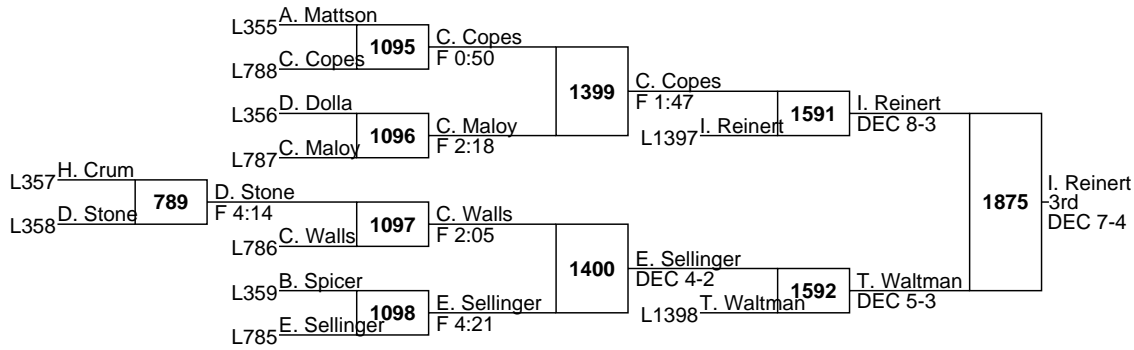 A. Mattson
L355
1095
C. Copes
F 0:50
C. Copes
L788
1399
C. Copes
F 1:47
D. Dolla
L356
1591
I. Reinert
DEC 8-3
1096
C. Maloy
F 2:18
I. Reinert
L1397
C. Maloy
L787
H. Crum
L357
789
D. Stone
F 4:14
1875
I. Reinert
3rd
DEC 7-4
D. Stone
L358
1097
C. Walls
F 2:05
C. Walls
L786
1400
E. Sellinger
DEC 4-2
B. Spicer
L359
1592
T. Waltman
DEC 5-3
1098
E. Sellinger
F 4:21
T. Waltman
L1398
E. Sellinger
L785